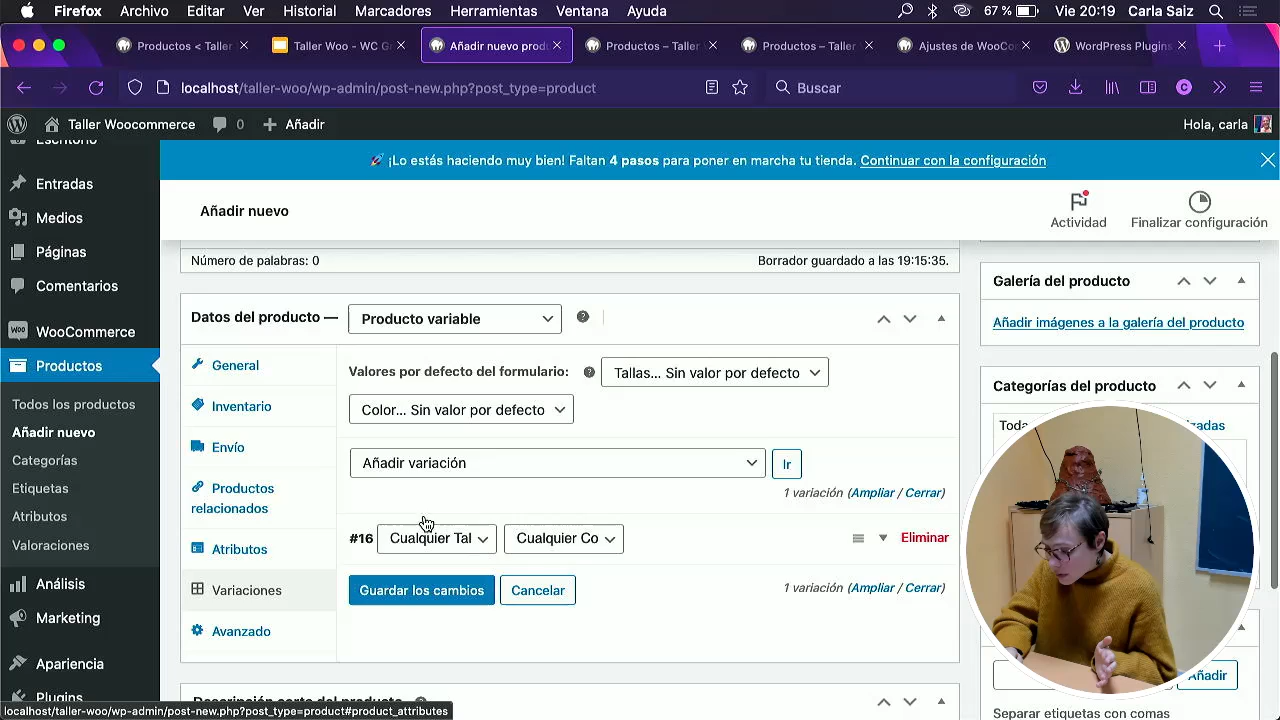 Firefox Archivo Editar Ver Historial Marcadores Herramientas Ventana Ayuda 67 % Vie 20:19 Carla Saiz
Productos < Taller Taller Woo - WC G Añadir nuevo prod Productos – Taller Productos – Taller Ajustes de WooCom WordPress Plugins
localhost/taller-woo/wp-admin/post-new.php?post_type=product Buscar
Taller Woocommerce 0 Añadir Hola, carla
¡Lo estás haciendo muy bien! Faltan 4 pasos para poner en marcha tu tienda. Continuar con la configuración
Añadir nuevo
Actividad Finalizar configuración
Escritorio
Entradas
Medios
Páginas
Comentarios
WooCommerce
Productos
Todos los productos
Añadir nuevo
Categorías
Etiquetas
Atributos
Valoraciones
Análisis
Marketing
Apariencia
Plugins
Número de palabras: 0 Borrador guardado a las 19:15:35.
Datos del producto — Producto variable
General
Inventario
Envío
Productos
relacionados
Atributos
Variaciones
Avanzado
Valores por defecto del formulario: Tallas... Sin valor por defecto
Color... Sin valor por defecto
Añadir variación Ir
1 variación (Ampliar / Cerrar)
#16 Cualquier Tal Cualquier Co Eliminar
Guardar los cambios Cancelar 1 variación (Ampliar / Cerrar)
Descripción corta del producto
Galería del producto
Añadir imágenes a la galería del producto
Categorías del producto
Añadir
Separar etiquetas con comas
localhost/taller-woo/wp-admin/post-new.php?post_type=product#product_attributes